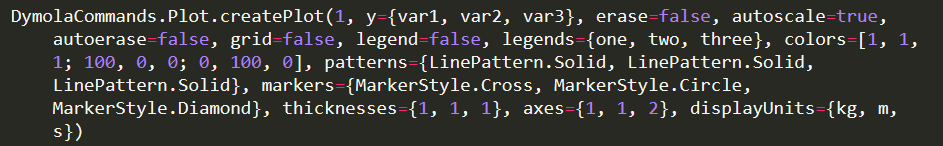 DymolaCommands.Plot.createPlot(1, y={var1, var2, var3}, erase=false, autoscale=true,
autoerase=false, grid=false, legend=false, legends={one, two, three}, colors=[1, 1,
1; 100, 0, 0; 0, 100, 0], patterns={LinePattern.Solid, LinePattern.Solid,
LinePattern.Solid}, markers={MarkerStyle.Cross, MarkerStyle.Circle,
MarkerStyle.Diamond}, thicknesses={1, 1, 1}, axes={1, 1, 2}, displayUnits={kg, m,
s})